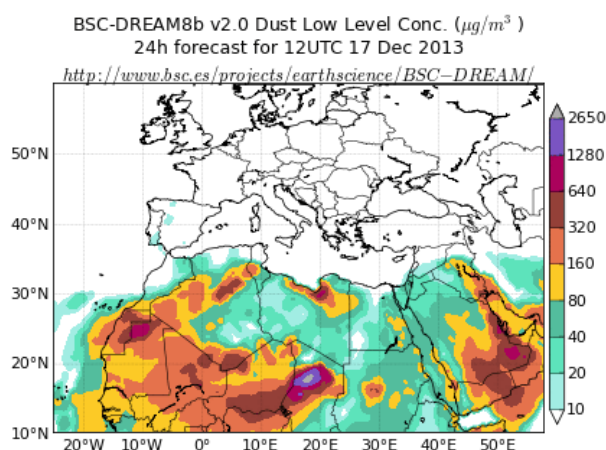 BSC-DREAM8b v2.0 Dust Low Level Conc. (μg/m³ )
24h forecast for 12UTC 17 Dec 2013
http://www.bsc.es/projects/earthscience/BSC−DREAM/
2650
1280
640
320
160
80
40
20
10
50°N
40°N
30°N
20°N
10°N
20°W 10°W 0° 10°E 20°E 30°E 40°E 50°E